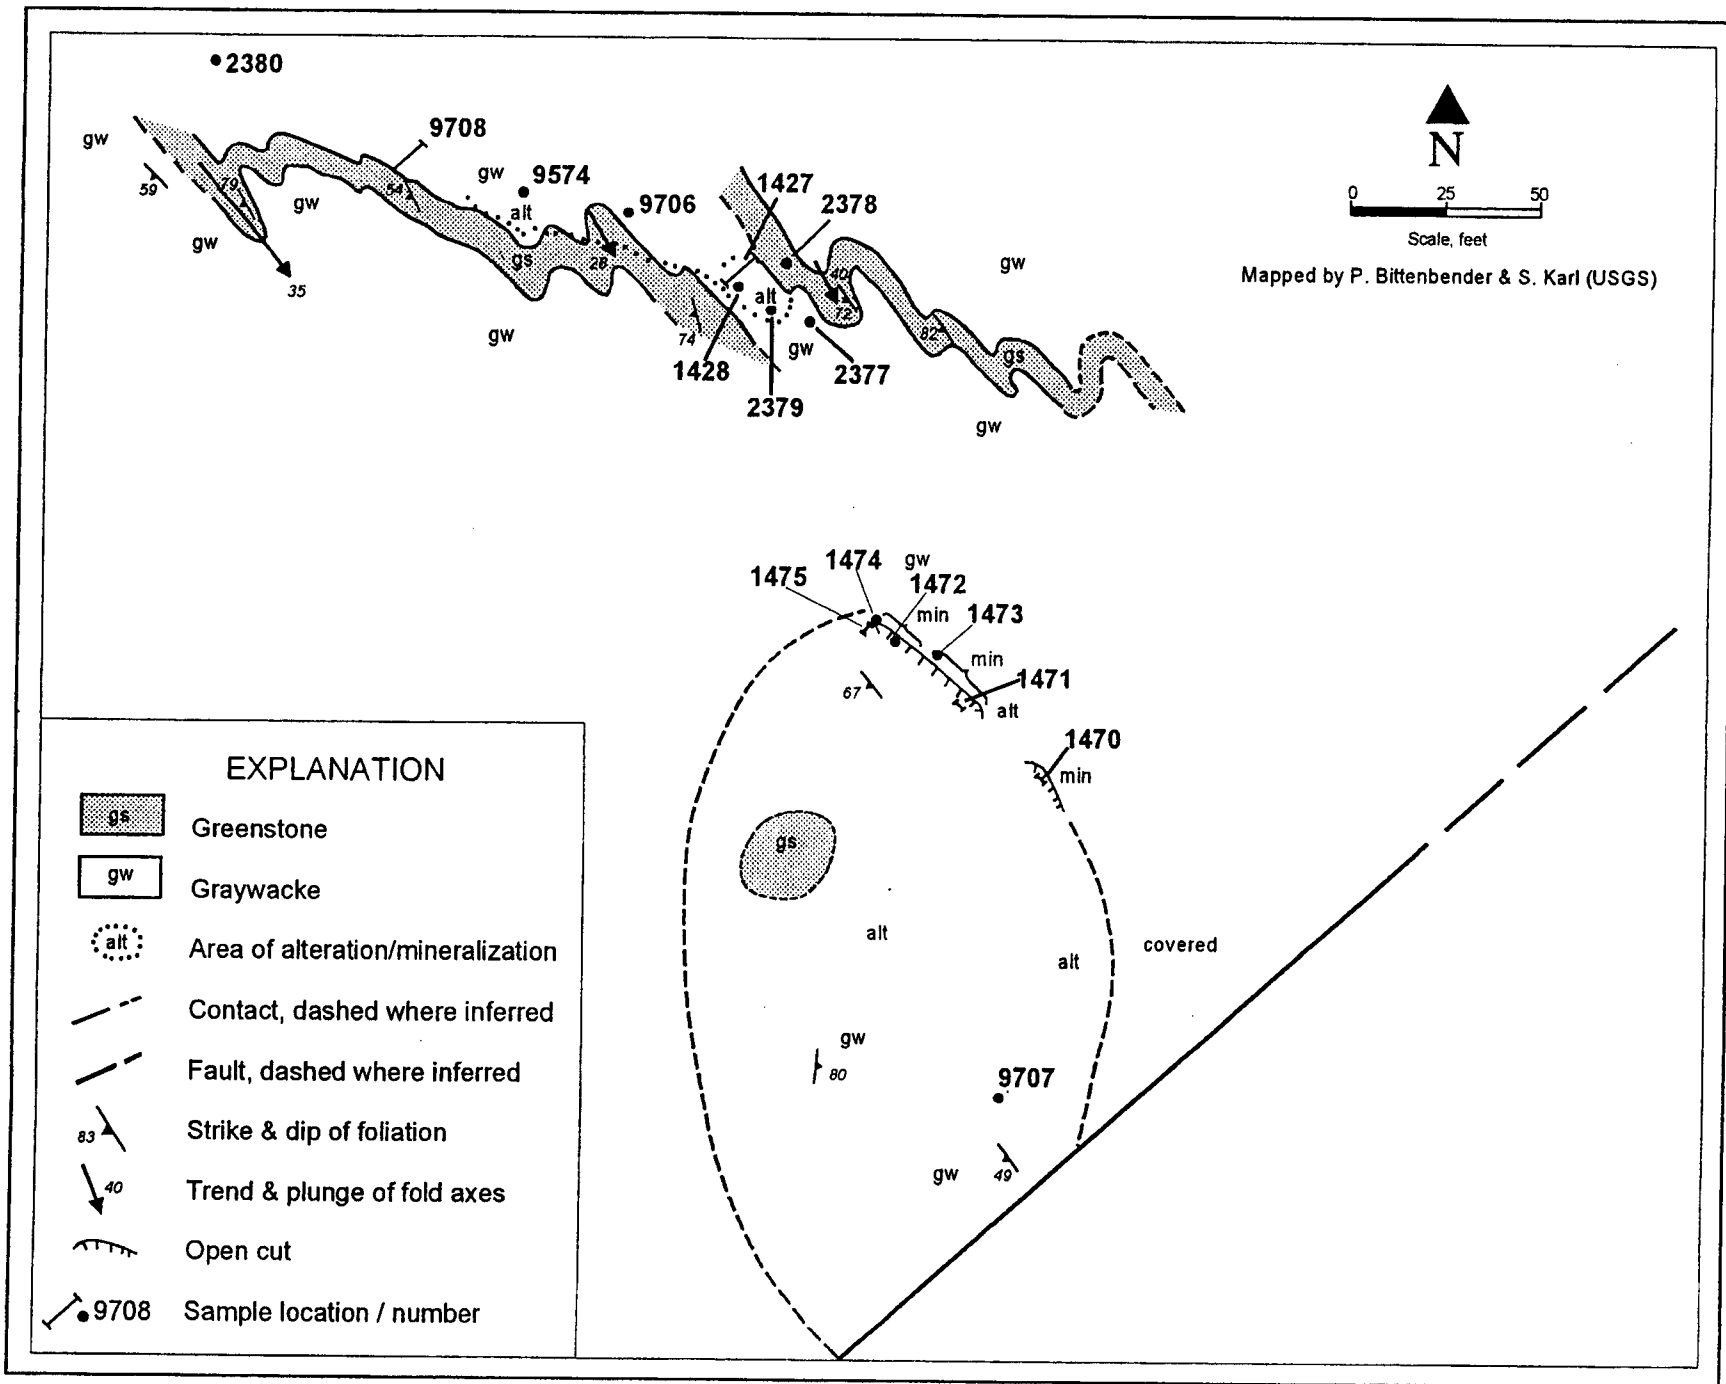 2380
gw
9708
gw
9574
59
79
gw
54
alt
9706
1427
2378
N
0 25 50
Scale, feet
Mapped by P. Bittenbender & S. Karl (USGS)
gw
gs
28
35
40
gw
alt
72
gw
74
gw
82
gs
1428
2377
2379
gw
1474
gw
1475
1472
min
1473
min
67
1471
alt
1470
min
gs
alt
alt
covered
gw
80
9707
gw
49
EXPLANATION
gs Greenstone
gw Graywacke
alt Area of alteration/mineralization
Contact, dashed where inferred
Fault, dashed where inferred
83 Strike & dip of foliation
40 Trend & plunge of fold axes
Open cut
9708 Sample location / number